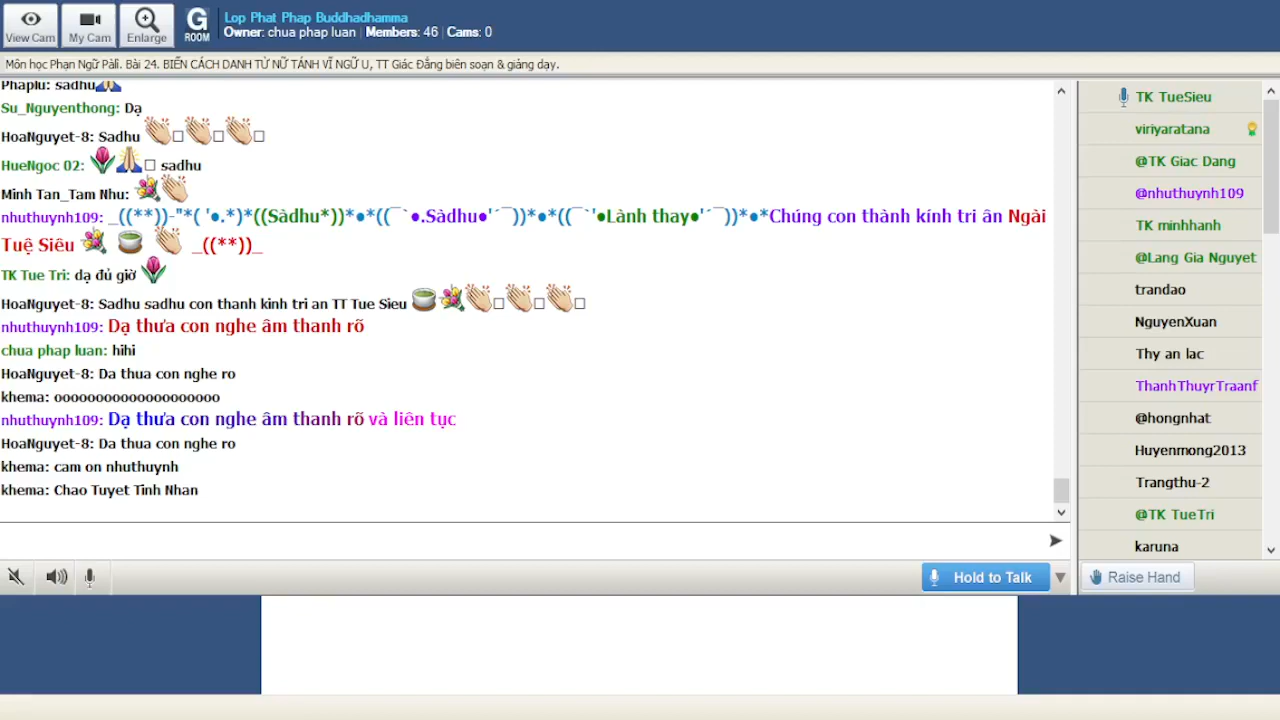 View Cam
My Cam
Enlarge
G
ROOM
Lop Phat Phap Buddhadhamma
Owner: chua phap luan | Members: 46 | Cams: 0
Môn học Phạn Ngữ Pāli. Bài 24. BIẾN CÁCH DANH TỪ NỮ TÁNH VĨ NGỮ U, TT Giác Đẳng biên soạn & giảng dạy.
Phaplu: sadhu
Su_Nguyenthong: Dạ
HoaNguyet-8: Sadhu
HueNgoc 02: sadhu
Minh Tan_Tam Nhu:
nhuthuynh109: _((**))-"*( '●.*)*((Sàdhu*))*●*((¯`●.Sàdhu●'´¯))*●*((¯`'●Lành thay●'´¯))*●*Chúng con thành kính tri ân Ngài
Tuệ Siêu _((**))_
TK Tue Tri: dạ đủ giờ
HoaNguyet-8: Sadhu sadhu con thanh kinh tri an TT Tue Sieu
nhuthuynh109: Dạ thưa con nghe âm thanh rõ
chua phap luan: hihi
HoaNguyet-8: Da thua con nghe ro
khema: oooooooooooooooooooo
nhuthuynh109: Dạ thưa con nghe âm thanh rõ và liên tục
HoaNguyet-8: Da thua con nghe ro
khema: cam on nhuthuynh
khema: Chao Tuyet Tinh Nhan
TK TueSieu
viriyaratana
@TK Giac Dang
@nhuthuynh109
TK minhhanh
@Lang Gia Nguyet
trandao
NguyenXuan
Thy an lac
ThanhThuyrTraanf
@hongnhat
Huyenmong2013
Trangthu-2
@TK TueTri
karuna
Hold to Talk
Raise Hand